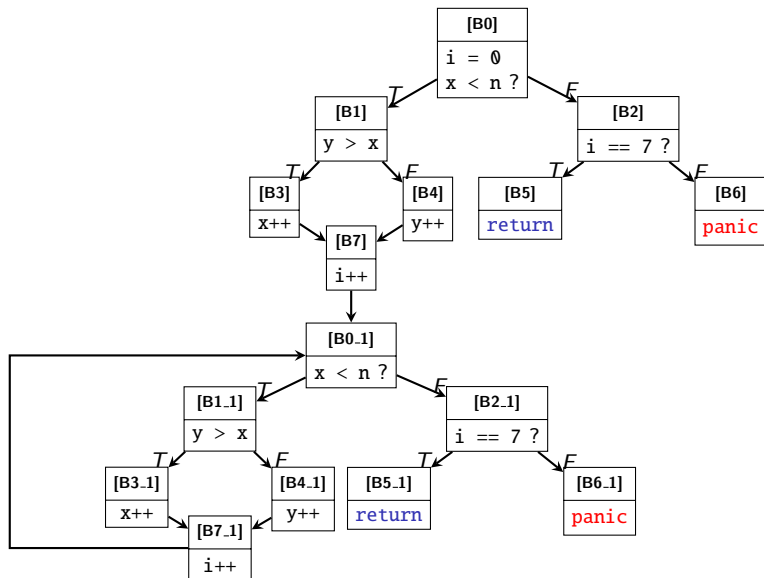 [B0]
i = 0
x < n ?
T
F
[B1]
y > x
[B2]
i == 7 ?
T
F
T
F
[B3]
x++
[B4]
y++
[B5]
return
[B6]
panic
[B7]
i++
[B0_1]
x < n ?
T
F
[B1_1]
y > x
[B2_1]
i == 7 ?
T
F
T
F
[B3_1]
x++
[B4_1]
y++
[B5_1]
return
[B6_1]
panic
[B7_1]
i++